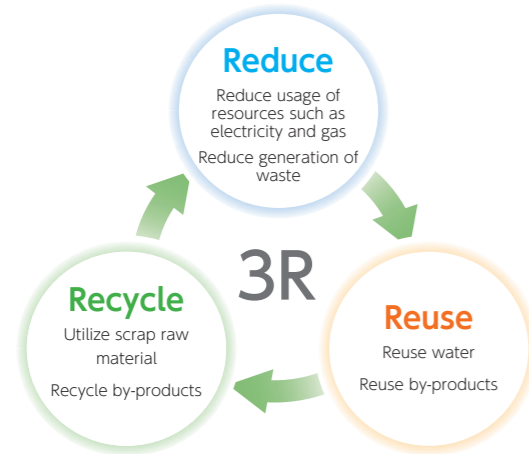 Reduce
Reduce usage of
resources such as
electricity and gas
Reduce generation of
waste
3R
Recycle
Utilize scrap raw
material
Recycle by-products
Reuse
Reuse water
Reuse by-products